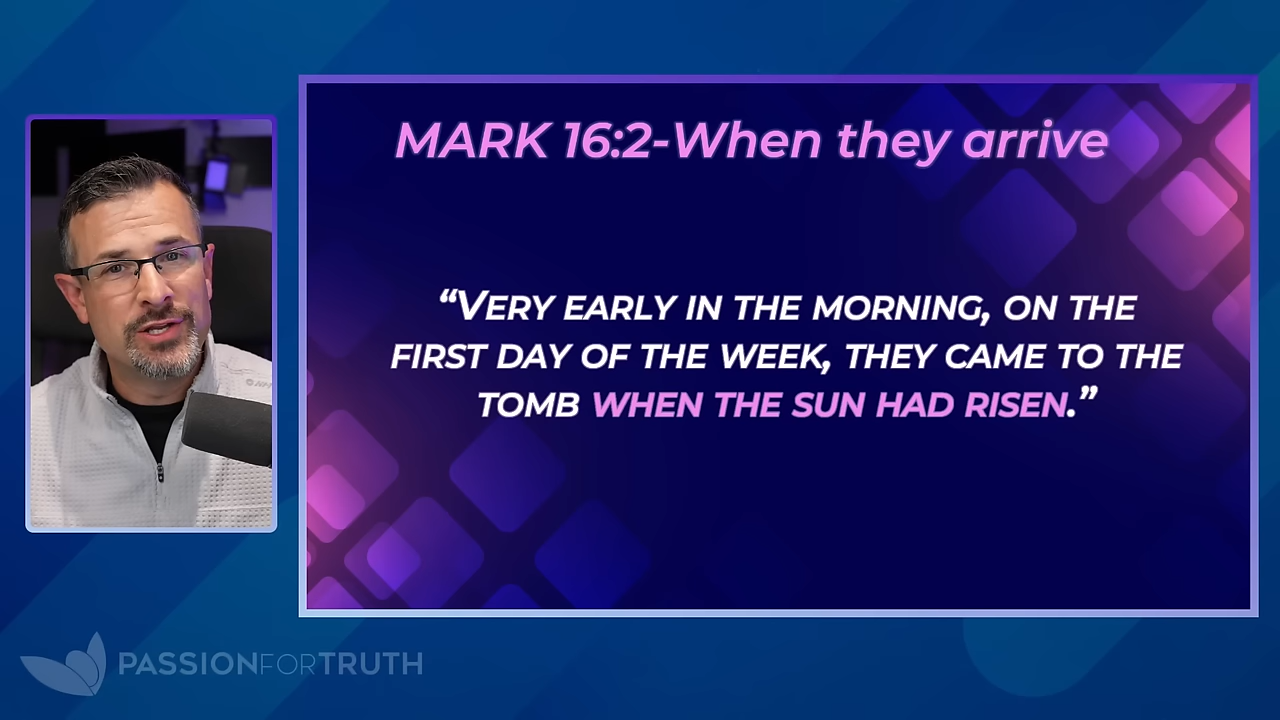 MARK 16:2-When they arrive
“VERY EARLY IN THE MORNING, ON THE
FIRST DAY OF THE WEEK, THEY CAME TO THE
TOMB WHEN THE SUN HAD RISEN.”
PASSIONFORTRUTH